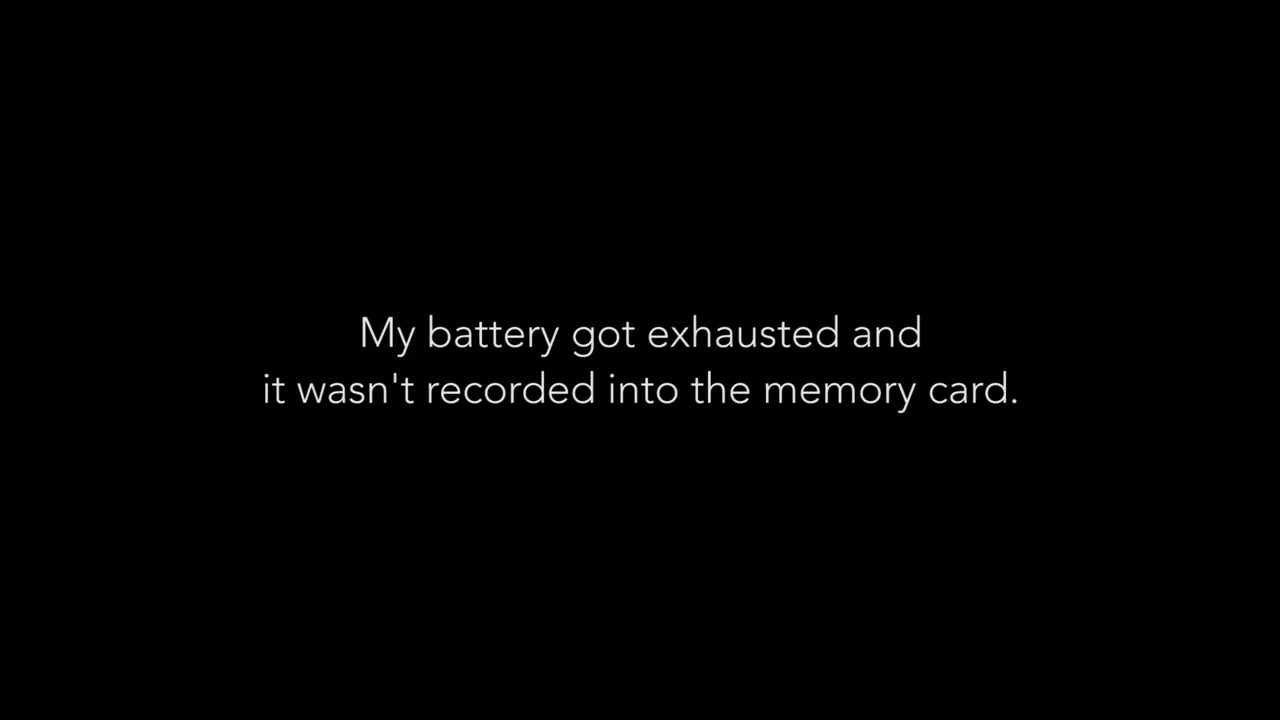 My battery got exhausted and
it wasn't recorded into the memory card.